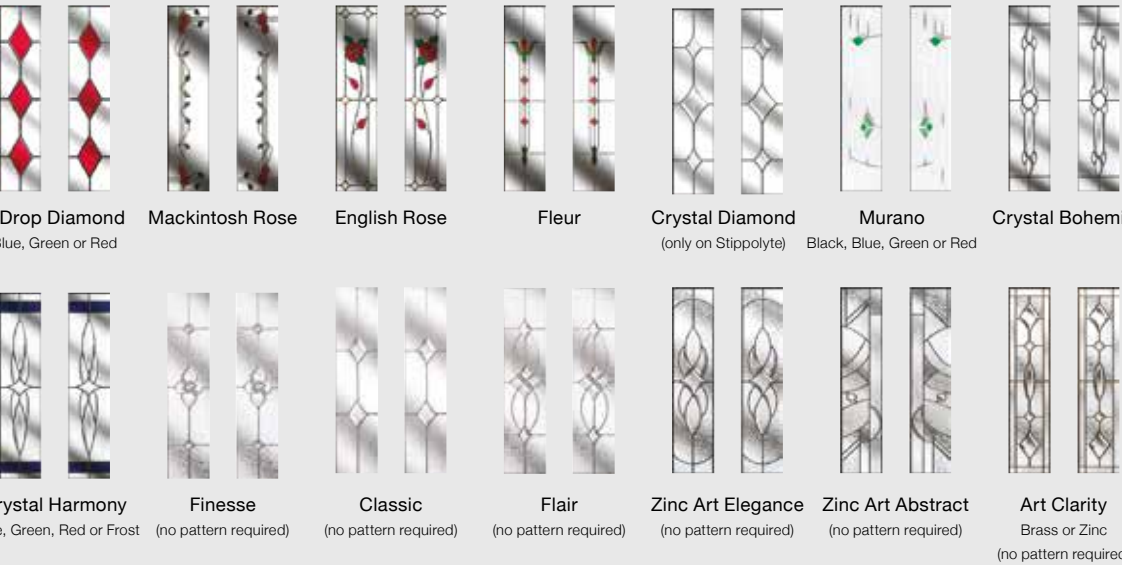 Drop Diamond
Blue, Green or Red
Mackintosh Rose
English Rose
Fleur
Crystal Diamond
(only on Stippolyte)
Murano
Black, Blue, Green or Red
Crystal Bohemi
rystal Harmony
e, Green, Red or Frost
Finesse
(no pattern required)
Classic
(no pattern required)
Flair
(no pattern required)
Zinc Art Elegance
(no pattern required)
Zinc Art Abstract
(no pattern required)
Art Clarity
Brass or Zinc
(no pattern required